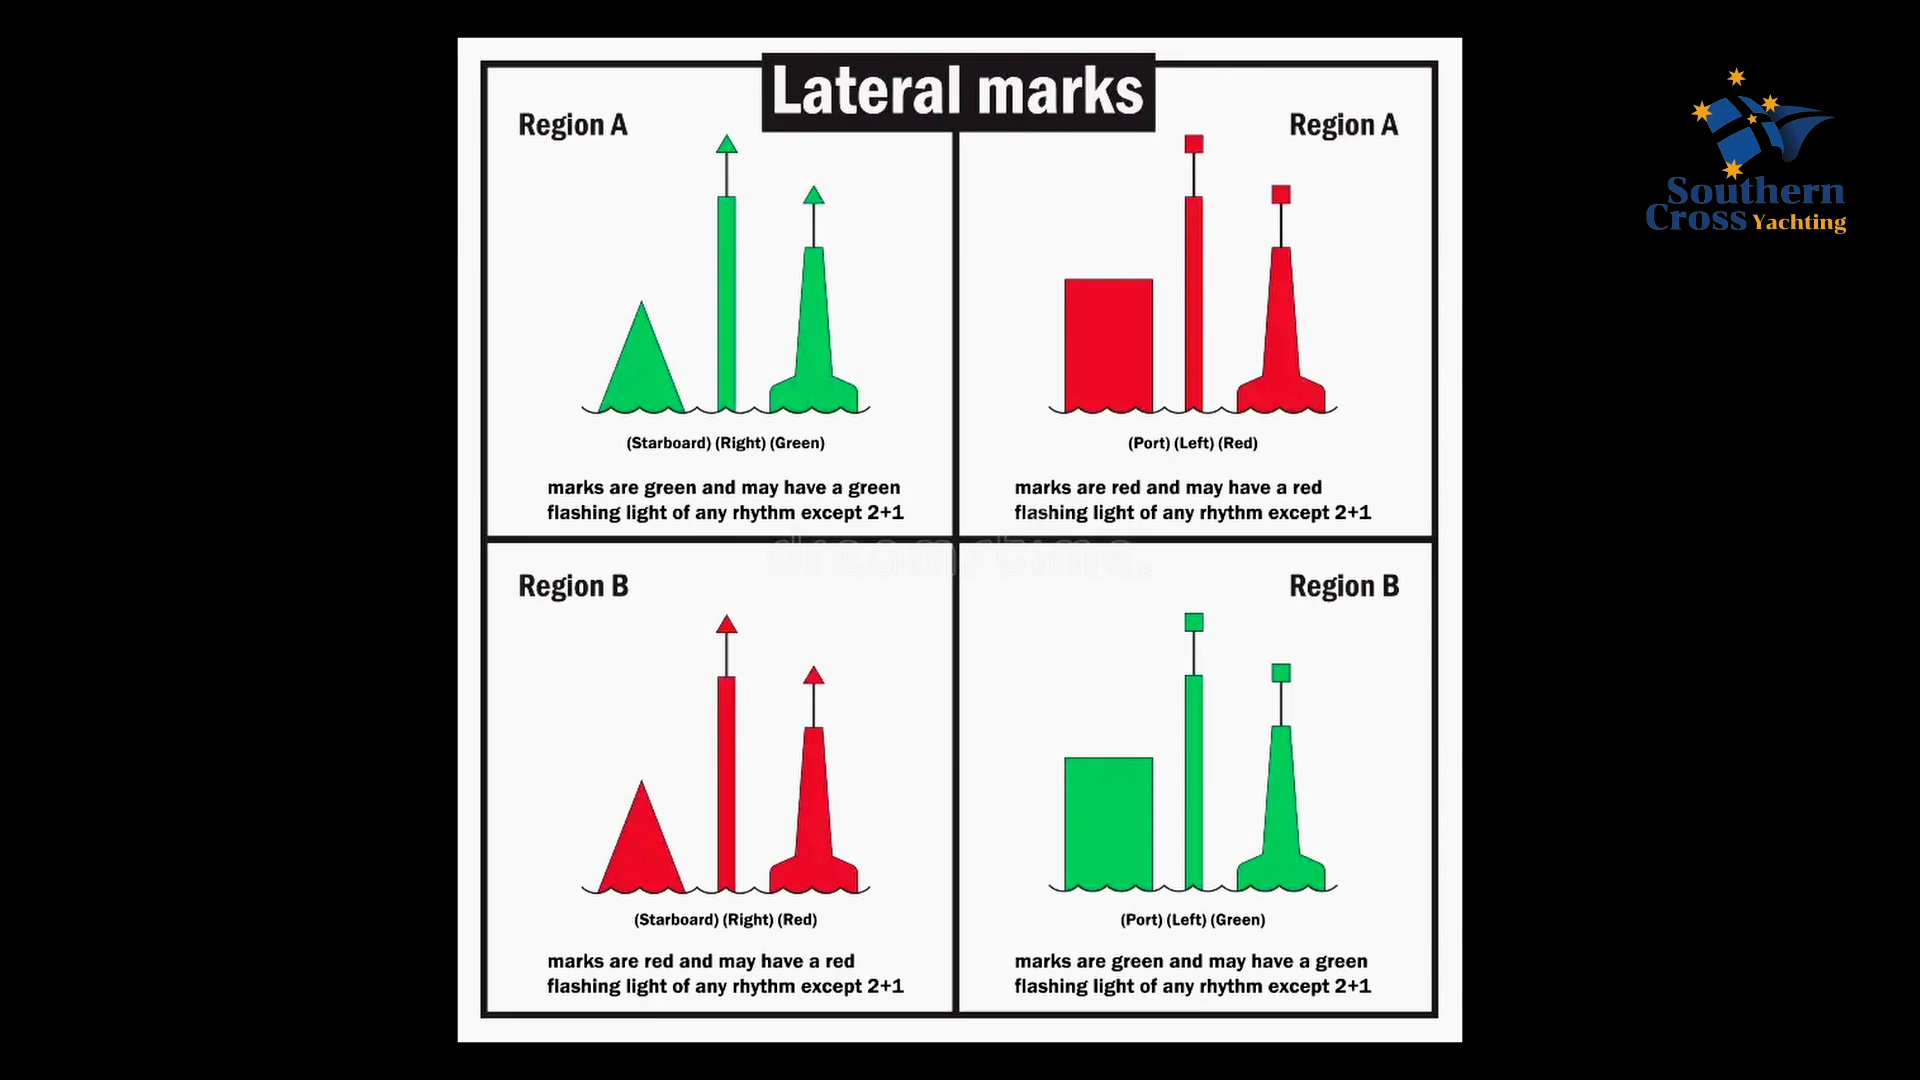 Lateral marks
Region A
Region A
(Starboard) (Right) (Green)
marks are green and may have a green
flashing light of any rhythm except 2+1
(Port) (Left) (Red)
marks are red and may have a red
flashing light of any rhythm except 2+1
dreamstime.
Region B
Region B
(Starboard) (Right) (Red)
marks are red and may have a red
flashing light of any rhythm except 2+1
(Port) (Left) (Green)
marks are green and may have a green
flashing light of any rhythm except 2+1
Southern
Cross Yachting